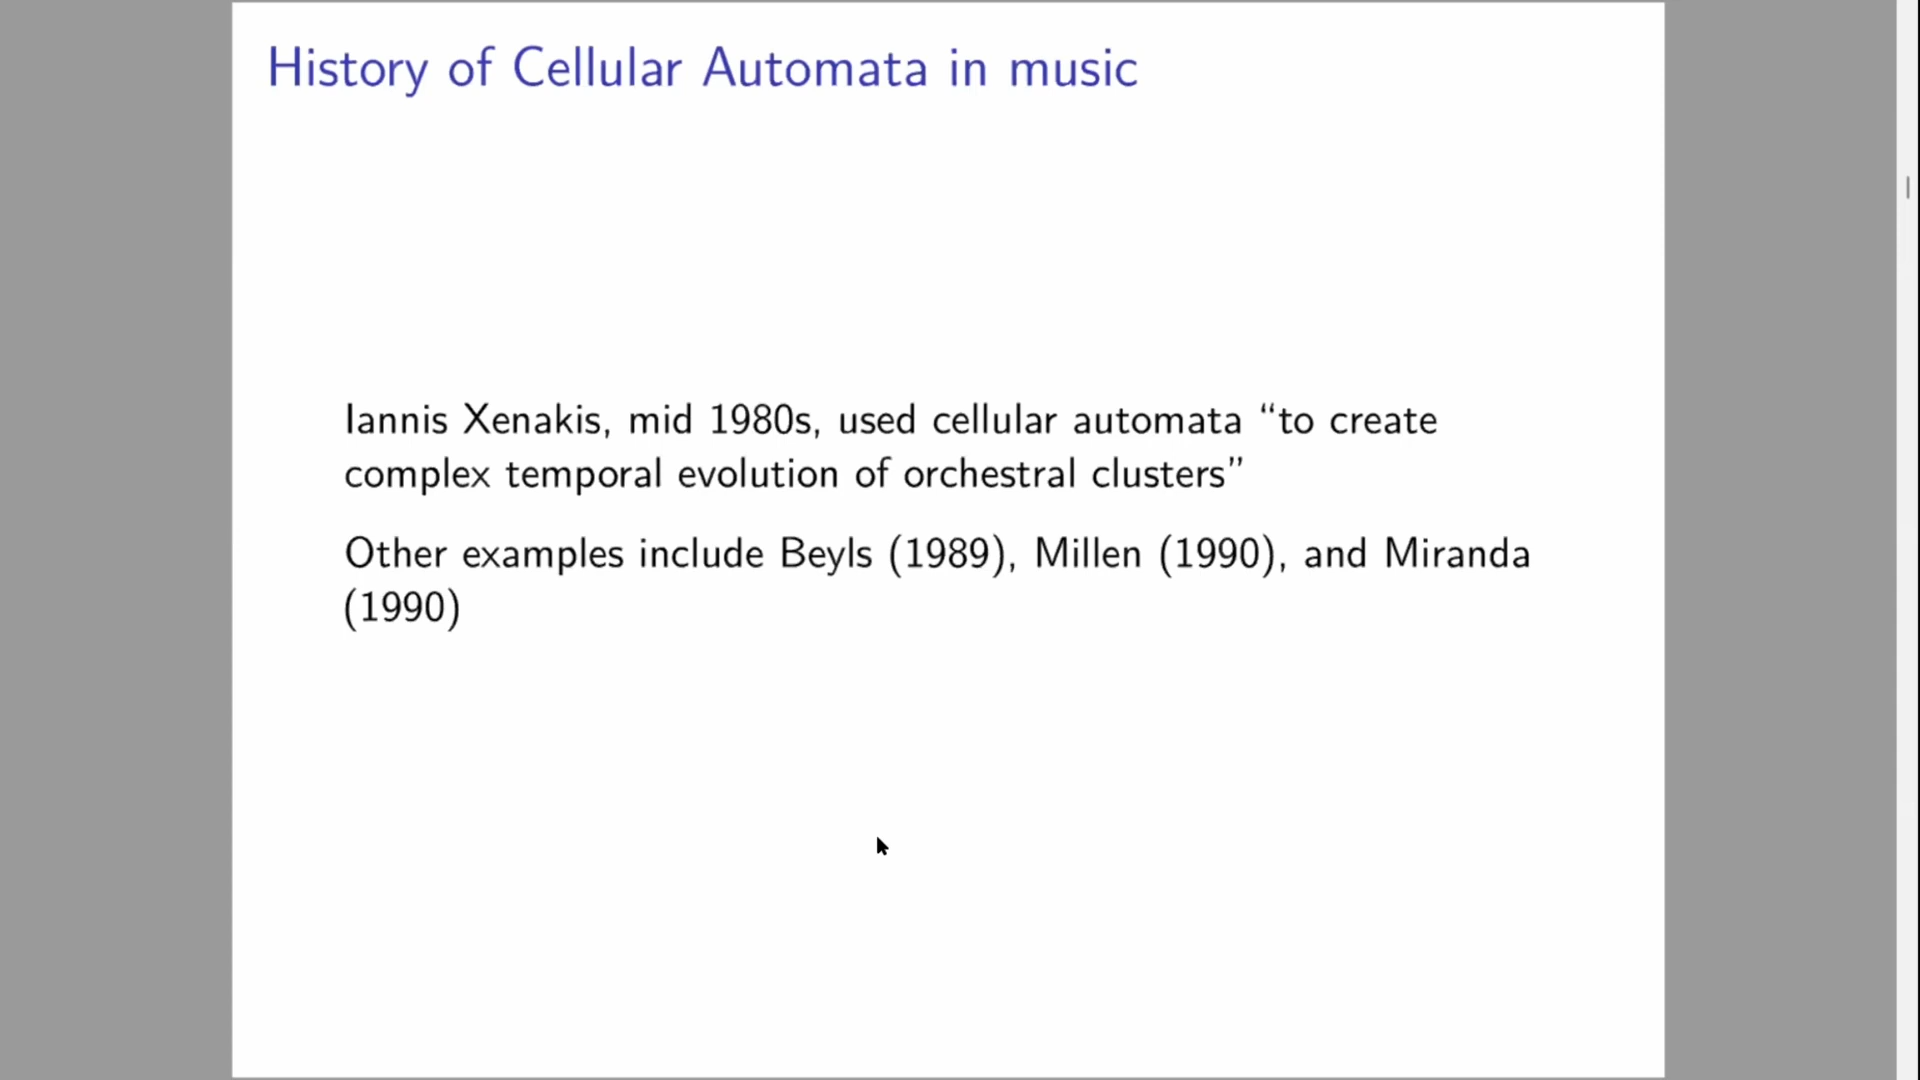 History of Cellular Automata in music
Iannis Xenakis, mid 1980s, used cellular automata “to create
complex temporal evolution of orchestral clusters”
Other examples include Beyls (1989), Millen (1990), and Miranda
(1990)